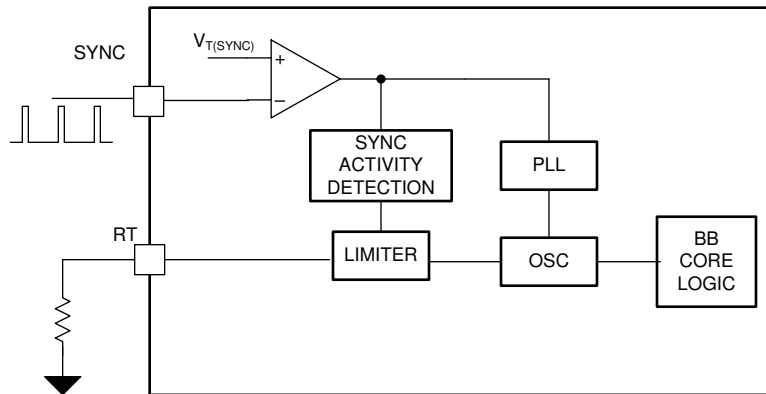 SYNC
V_T(SYNC)
+
−
SYNC
ACTIVITY
DETECTION
PLL
RT
LIMITER
OSC
BB
CORE
LOGIC